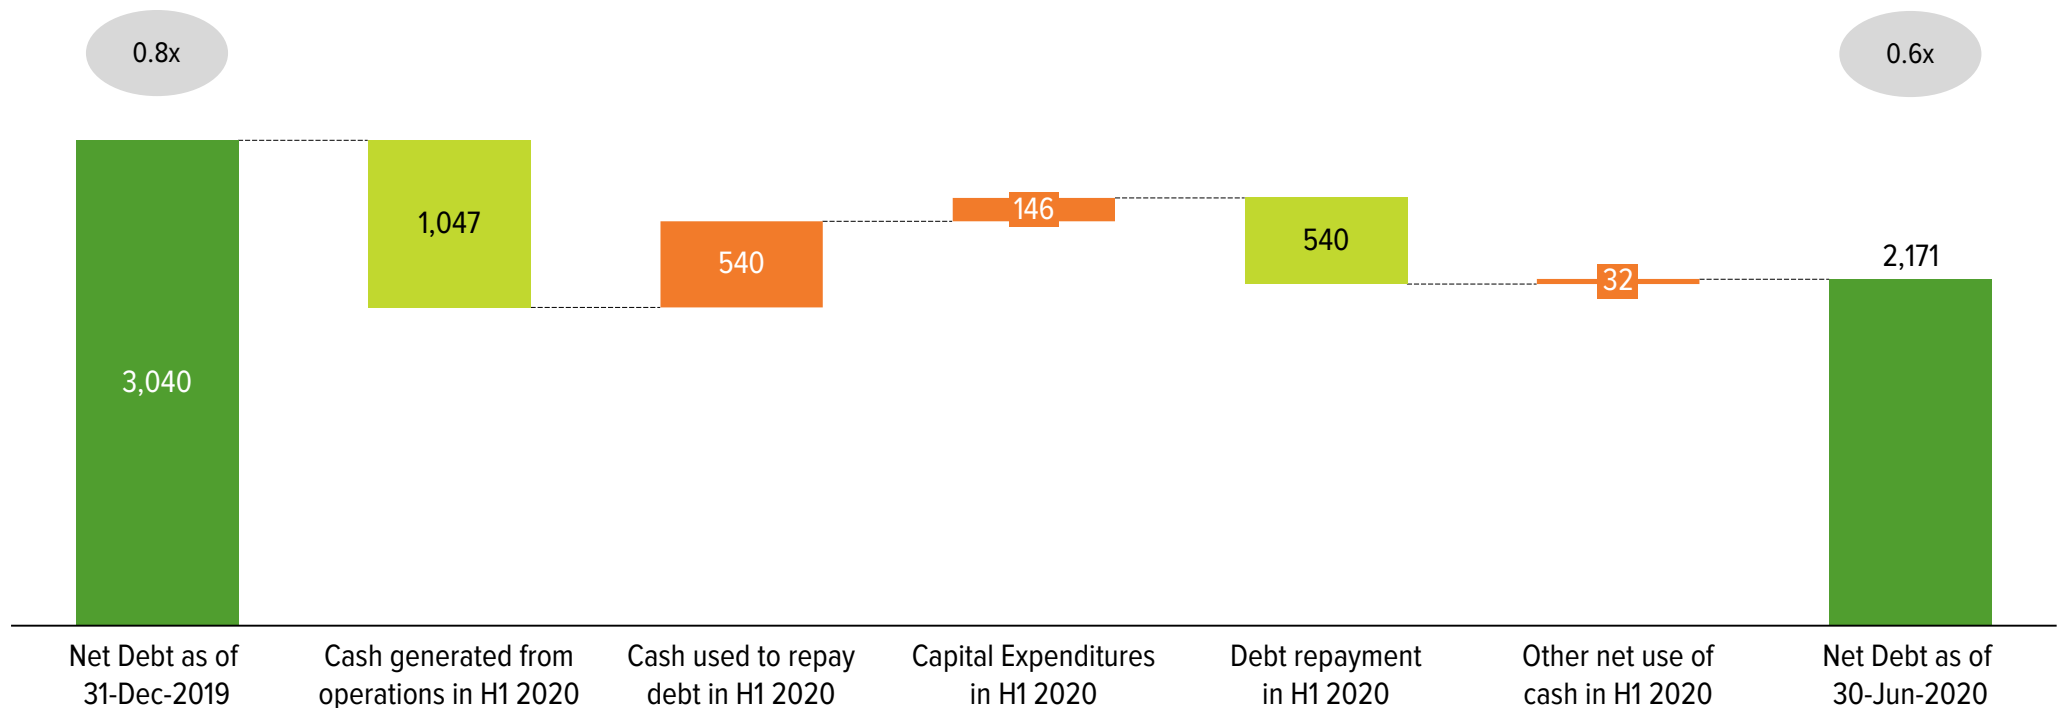 0.8x
0.6x
3,040
1,047
540
146
540
32
2,171
Net Debt as of
31-Dec-2019
Cash generated from
operations in H1 2020
Cash used to repay
debt in H1 2020
Capital Expenditures
in H1 2020
Debt repayment
in H1 2020
Other net use of
cash in H1 2020
Net Debt as of
30-Jun-2020